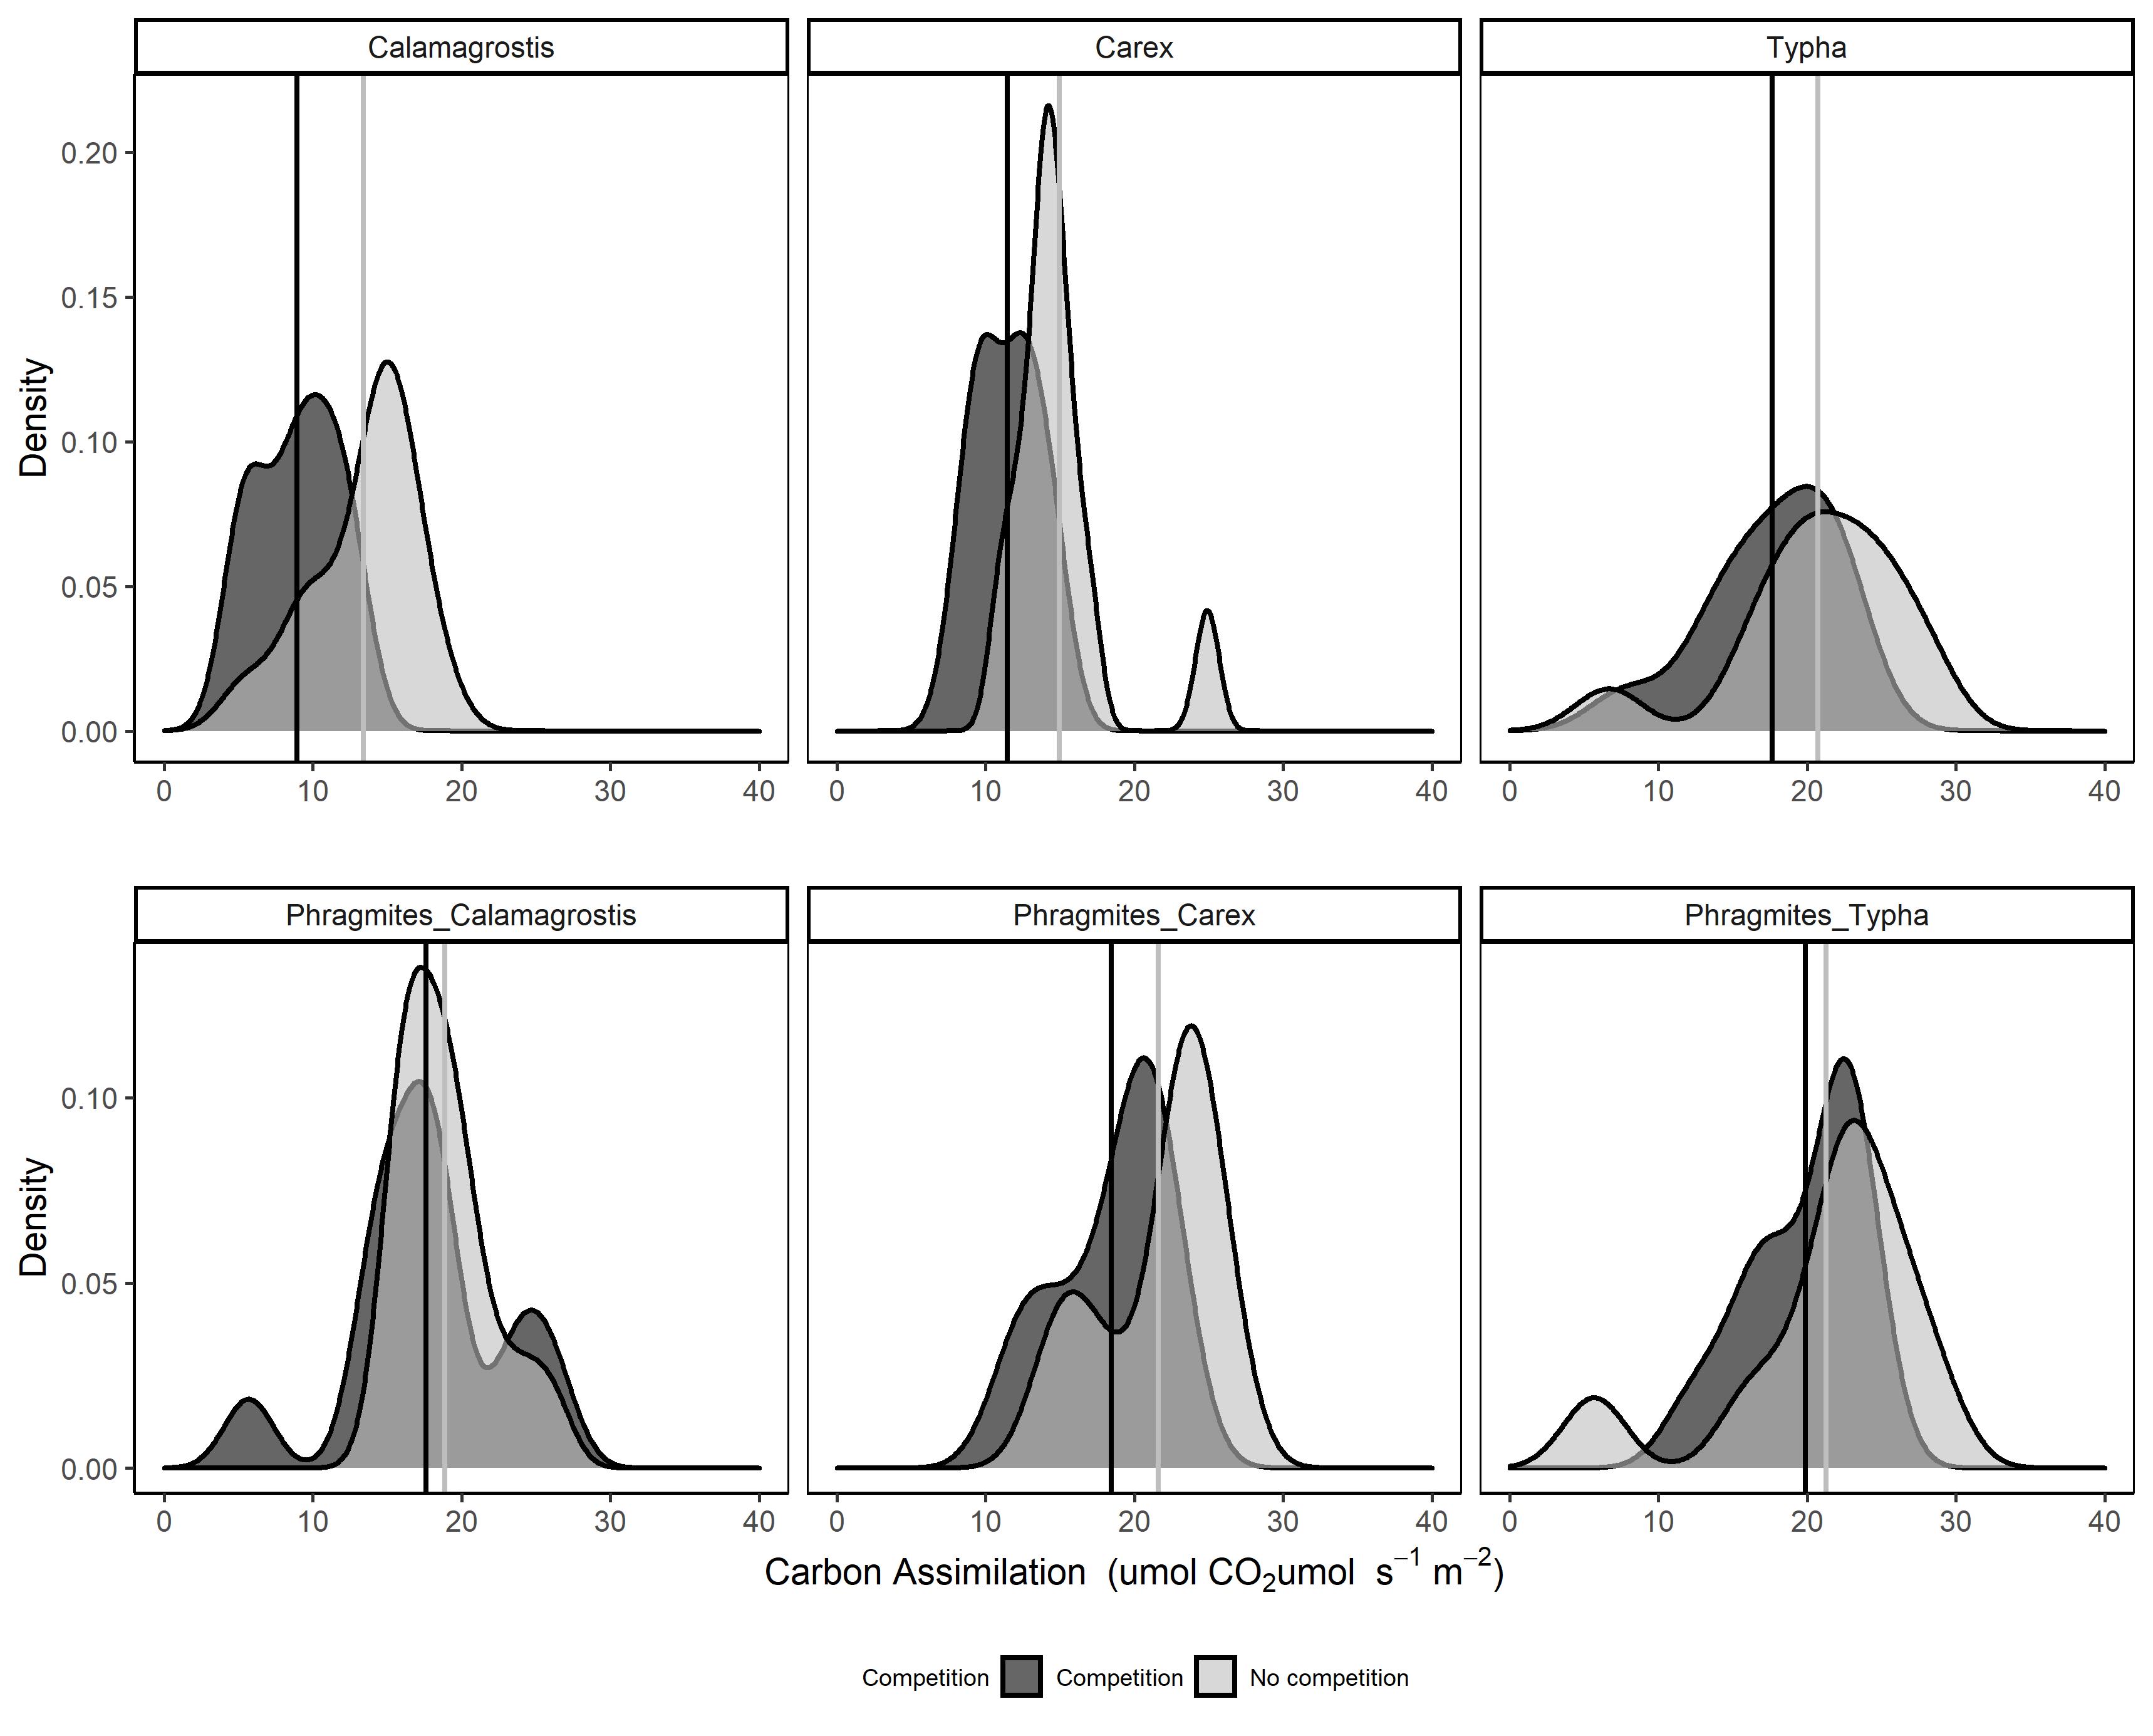 Calamagrostis Carex Typha
Density
0.20
0.15
0.10
0.05
0.00
0 10 20 30 40 0 10 20 30 40 0 10 20 30 40
Phragmites_Calamagrostis Phragmites_Carex Phragmites_Typha
Density
0.10
0.05
0.00
0 10 20 30 40 0 10 20 30 40 0 10 20 30 40
Carbon Assimilation (umol CO₂umol s⁻¹ m⁻²)
Competition Competition No competition